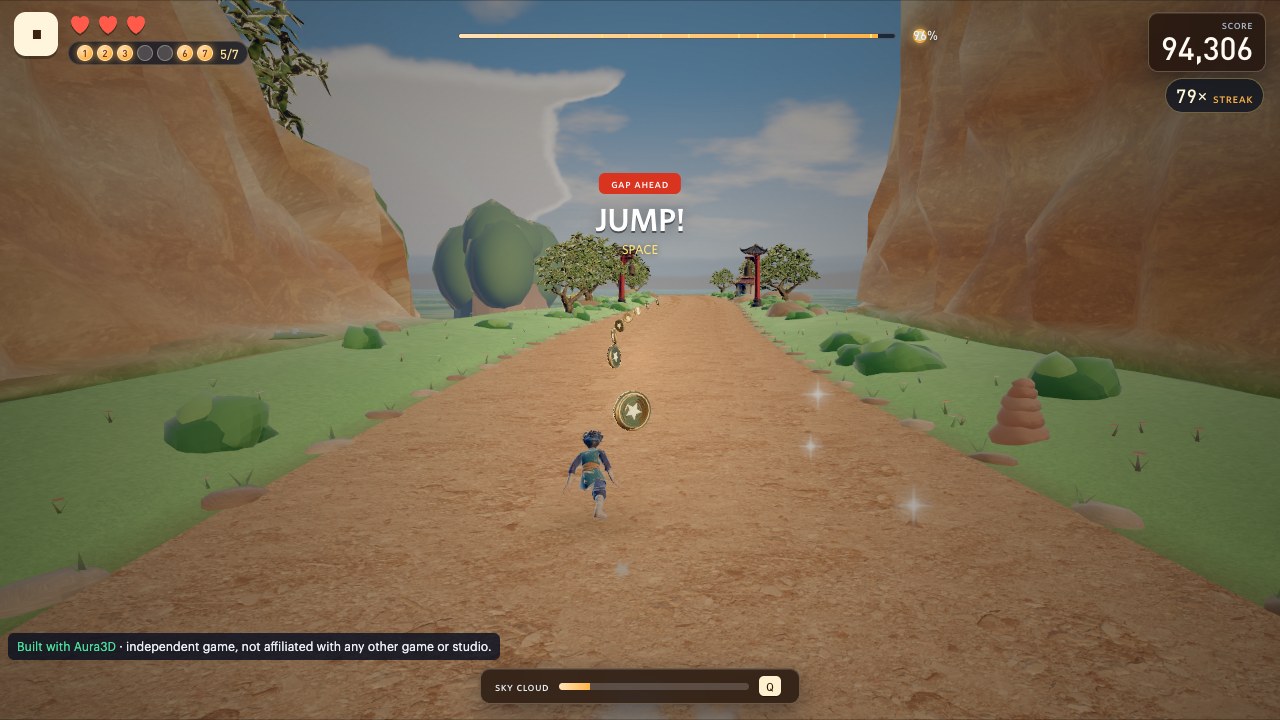 1 2 3 6 7 5/7
96%
SCORE
94,306
79× STREAK
GAP AHEAD
JUMP!
SPACE
Built with Aura3D · independent game, not affiliated with any other game or studio.
SKY CLOUD Q